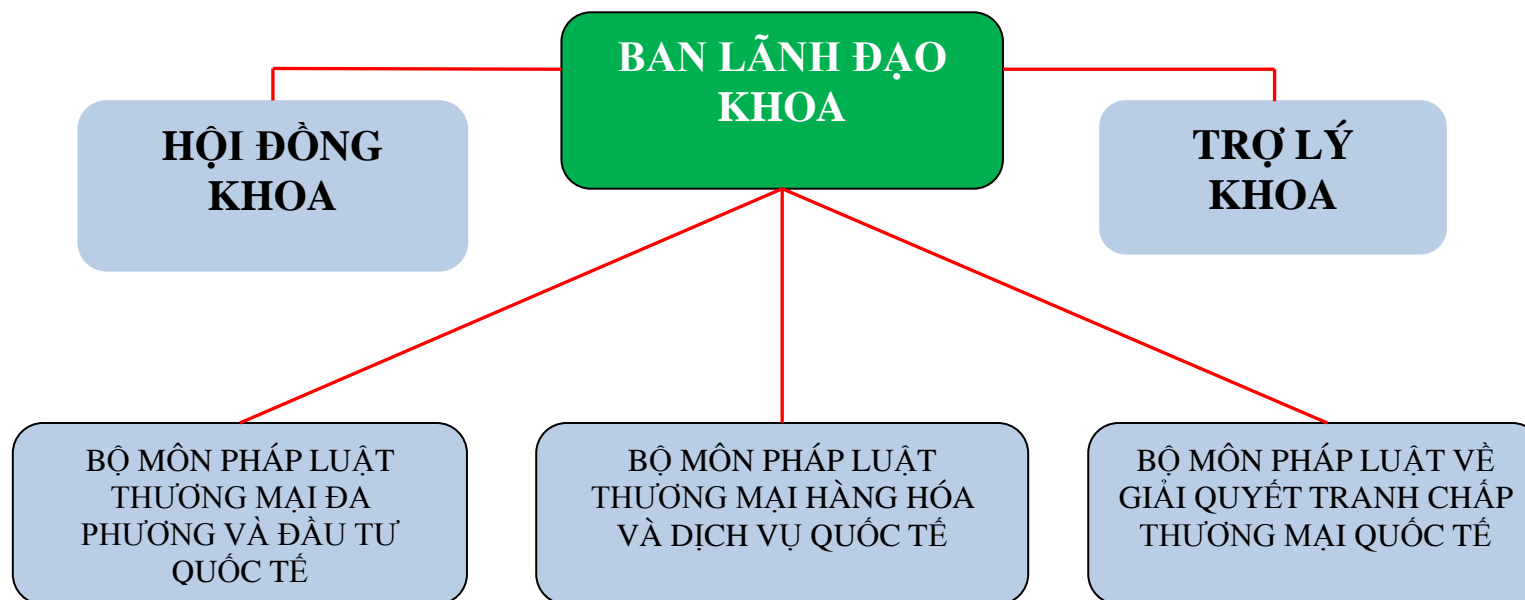 BAN LÃNH ĐẠO
KHOA
HỘI ĐỒNG
KHOA
TRỢ LÝ
KHOA
BỘ MÔN PHÁP LUẬT
THƯƠNG MẠI ĐA
PHƯƠNG VÀ ĐẦU TƯ
QUỐC TẾ
BỘ MÔN PHÁP LUẬT
THƯƠNG MẠI HÀNG HÓA
VÀ DỊCH VỤ QUỐC TẾ
BỘ MÔN PHÁP LUẬT VỀ
GIẢI QUYẾT TRANH CHẤP
THƯƠNG MẠI QUỐC TẾ